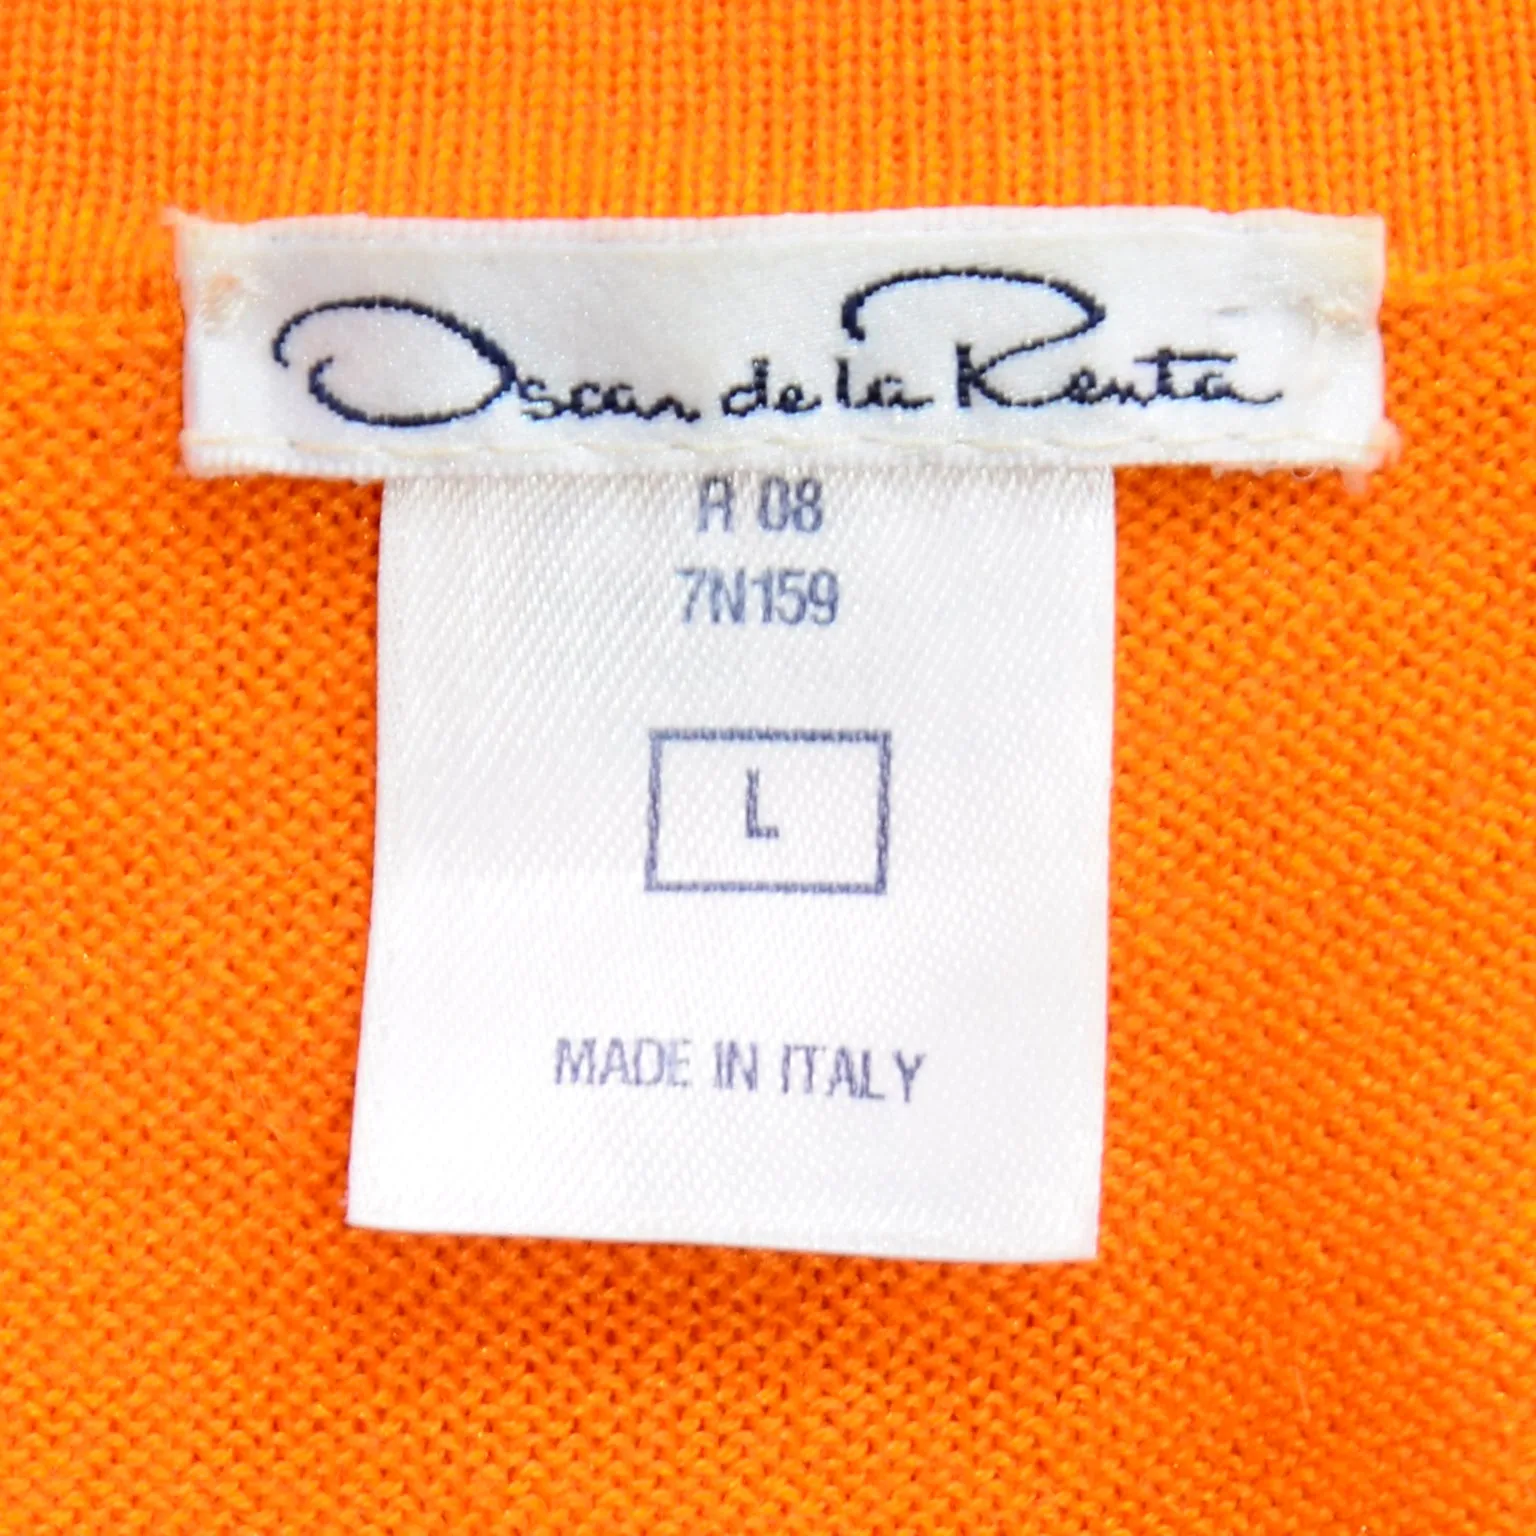 Oscar de la Renta
R 08
7N159
L
MADE IN ITALY